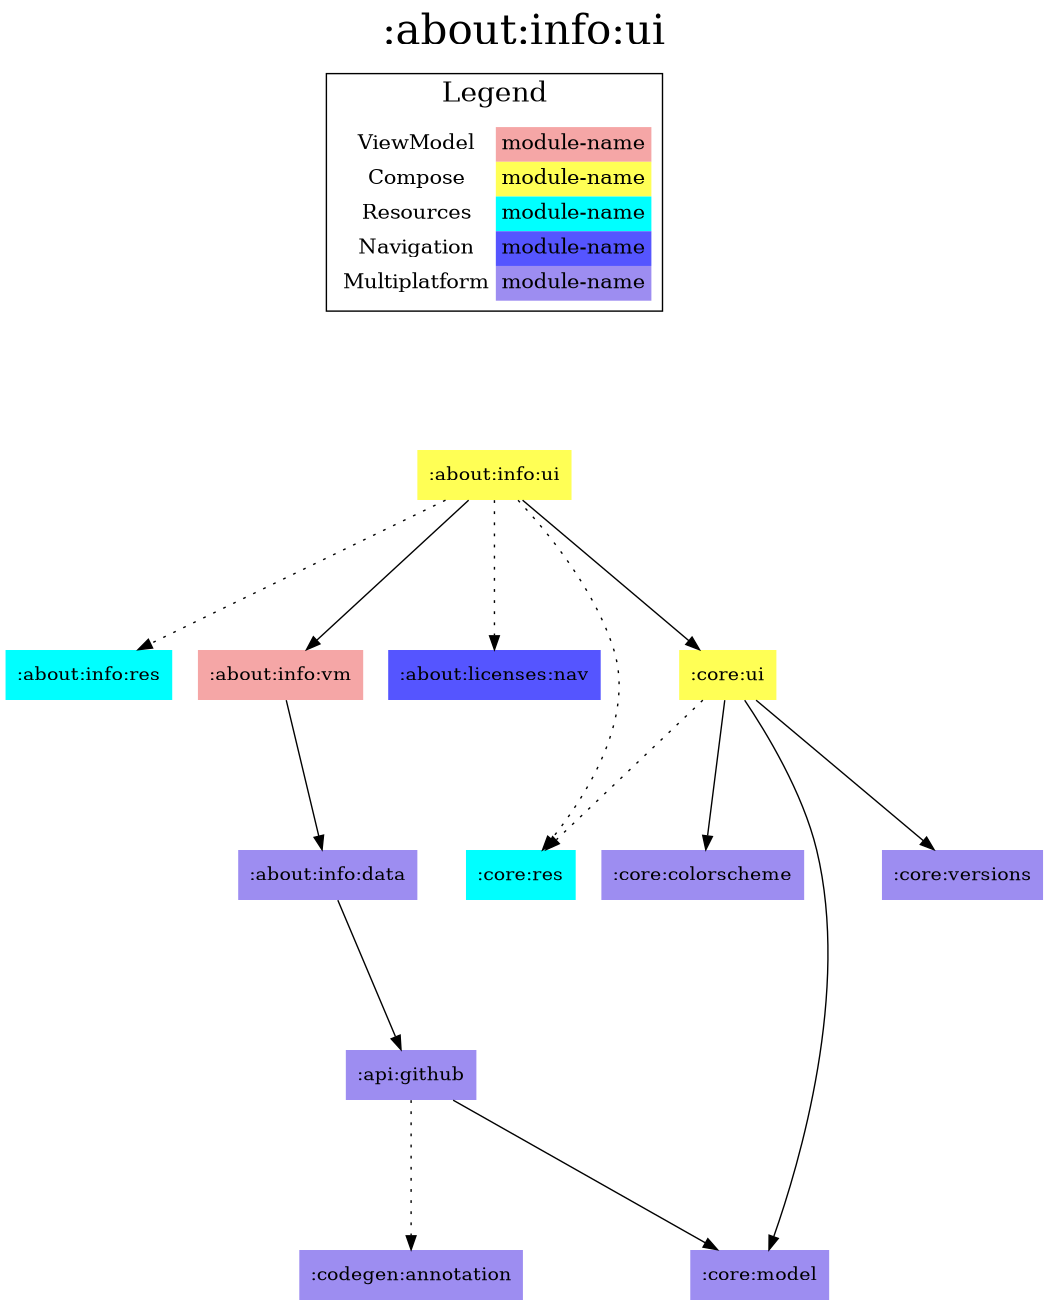 :about:info:ui
Legend
ViewModel module-name
Compose module-name
Resources module-name
Navigation module-name
Multiplatform module-name
:about:info:ui
:about:info:res :about:info:vm :about:licenses:nav :core:ui
:about:info:data :core:res :core:colorscheme :core:versions
:api:github
:codegen:annotation :core:model